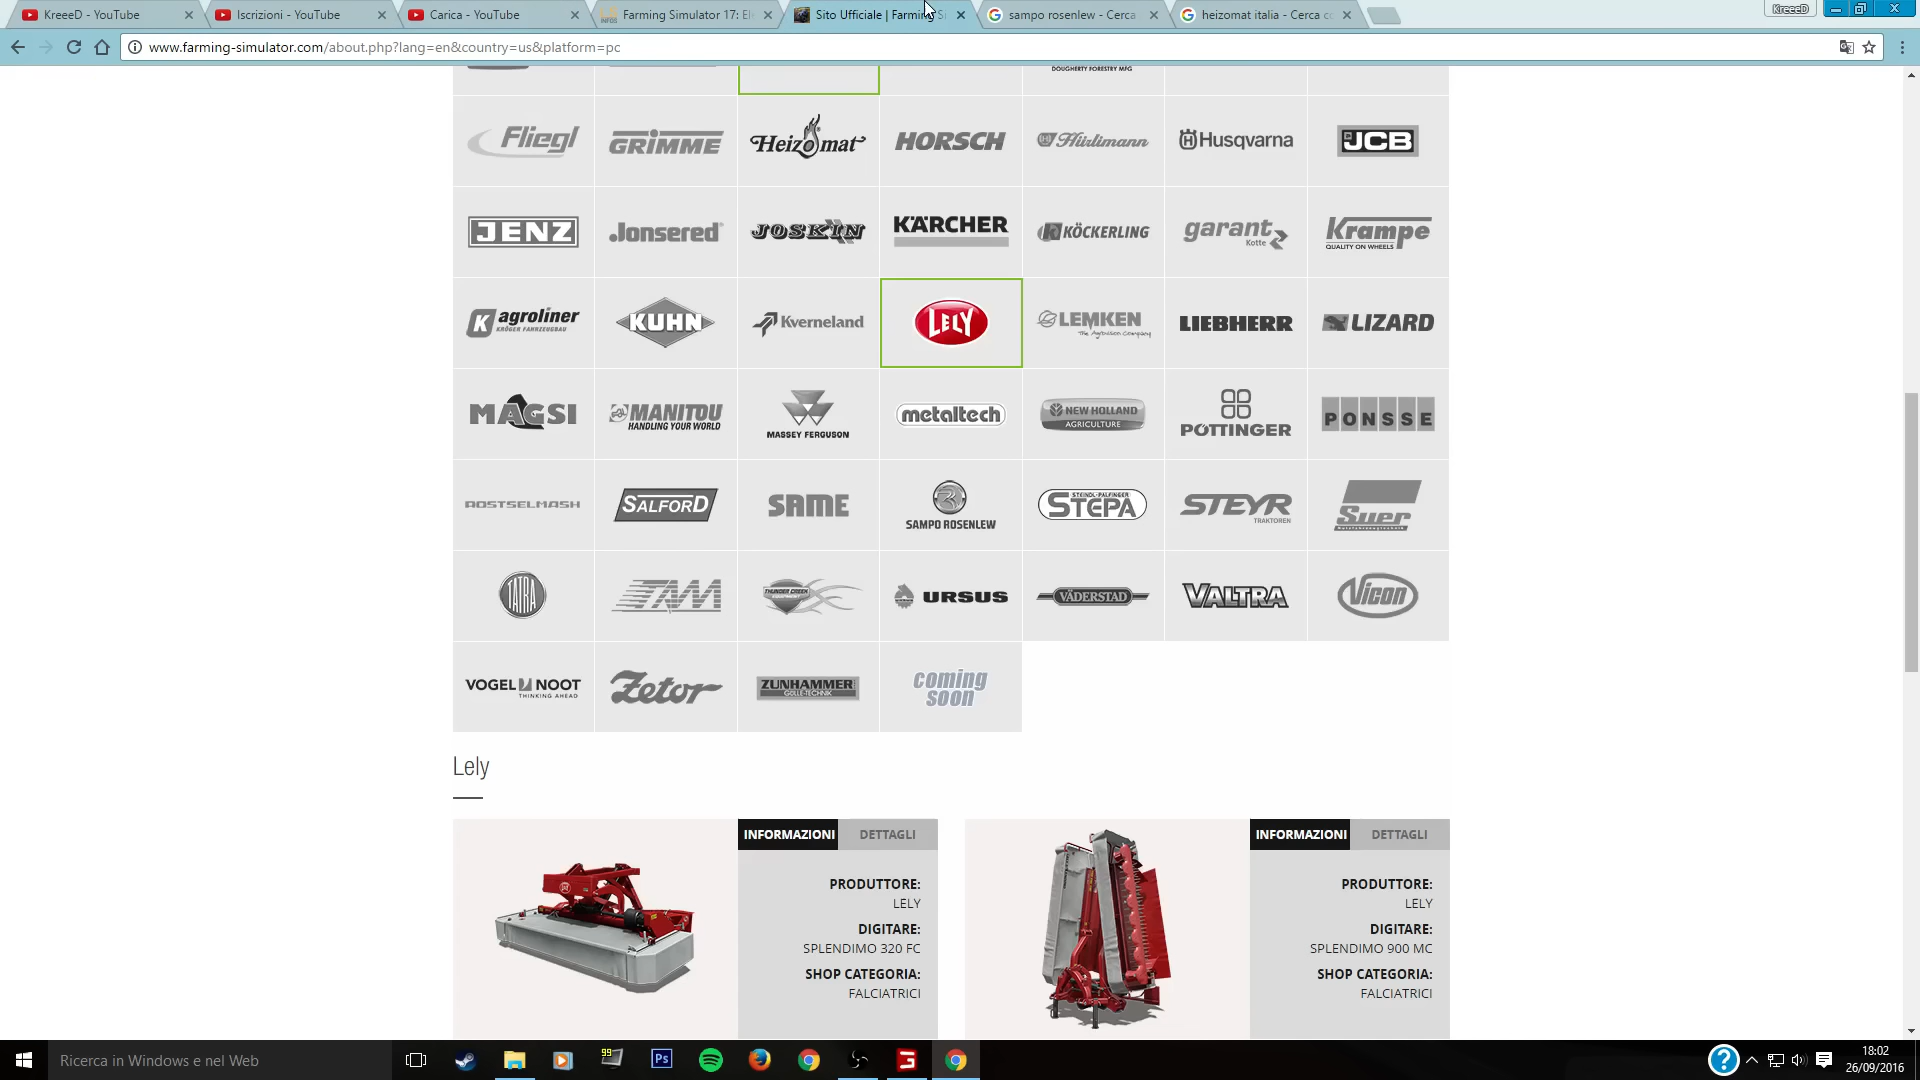 KreeeD - YouTube
Iscrizioni - YouTube
Carica - YouTube
Farming Simulator 17: El
Sito Ufficiale | Farming Si
sampo rosenlew - Cerca
heizomat italia - Cerca c
KreeeD
www.farming-simulator.com/about.php?lang=en&country=us&platform=pc
DOUGHERTY FORESTRY MFG
Fliegl
GRIMME
Heizomat
HORSCH
Hürlimann
Husqvarna
JCB
JENZ
Jonsered
JOSKIN
KÄRCHER
KÖCKERLING
garant
Kotte
Krampe
QUALITY ON WHEELS
K agroliner
KRÖGER FAHRZEUGBAU
KUHN
Kverneland
LELY
LEMKEN
The Agrovision Company
LIEBHERR
LIZARD
MAGSI
MANITOU
HANDLING YOUR WORLD
MASSEY FERGUSON
metaltech
NEW HOLLAND
AGRICULTURE
PÖTTINGER
PONSSE
ROSTSELMASH
SALFORD
SAME
SAMPO ROSENLEW
STEINDL-PALFINGER
STEPA
STEYR
TRAKTOREN
Suer
TATRA
THUNDER CREEK
EQUIPMENT
URSUS
VÄDERSTAD
VALTRA
Vicon
VOGEL NOOT
THINKING AHEAD
Zetor
ZUNHAMMER
GÜLLE-TECHNIK
coming
soon
Lely
INFORMAZIONI DETTAGLI
PRODUTTORE:
LELY
DIGITARE:
SPLENDIMO 320 FC
SHOP CATEGORIA:
FALCIATRICI
INFORMAZIONI DETTAGLI
PRODUTTORE:
LELY
DIGITARE:
SPLENDIMO 900 MC
SHOP CATEGORIA:
FALCIATRICI
Ricerca in Windows e nel Web
99
Ps
18:02
26/09/2016